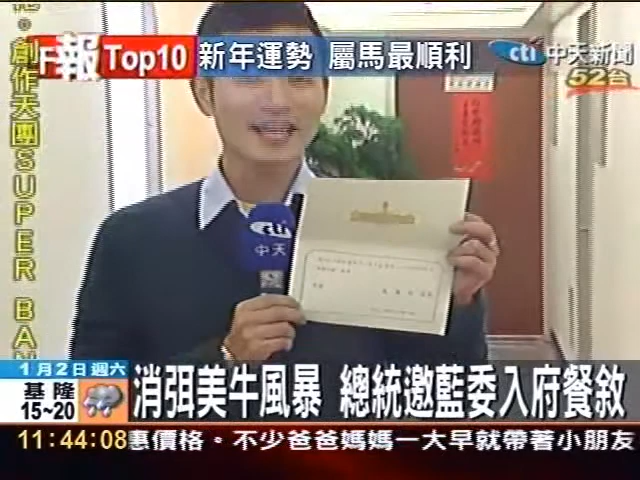 F報 Top10 新年運勢 屬馬最順利
cti 中天新聞
52台
創作天團SUPER BAN
cti
中天
1月2日週六
基隆
15~20
消弭美牛風暴 總統邀藍委入府餐敘
11:44:08 惠價格。不少爸爸媽媽一大早就帶著小朋友